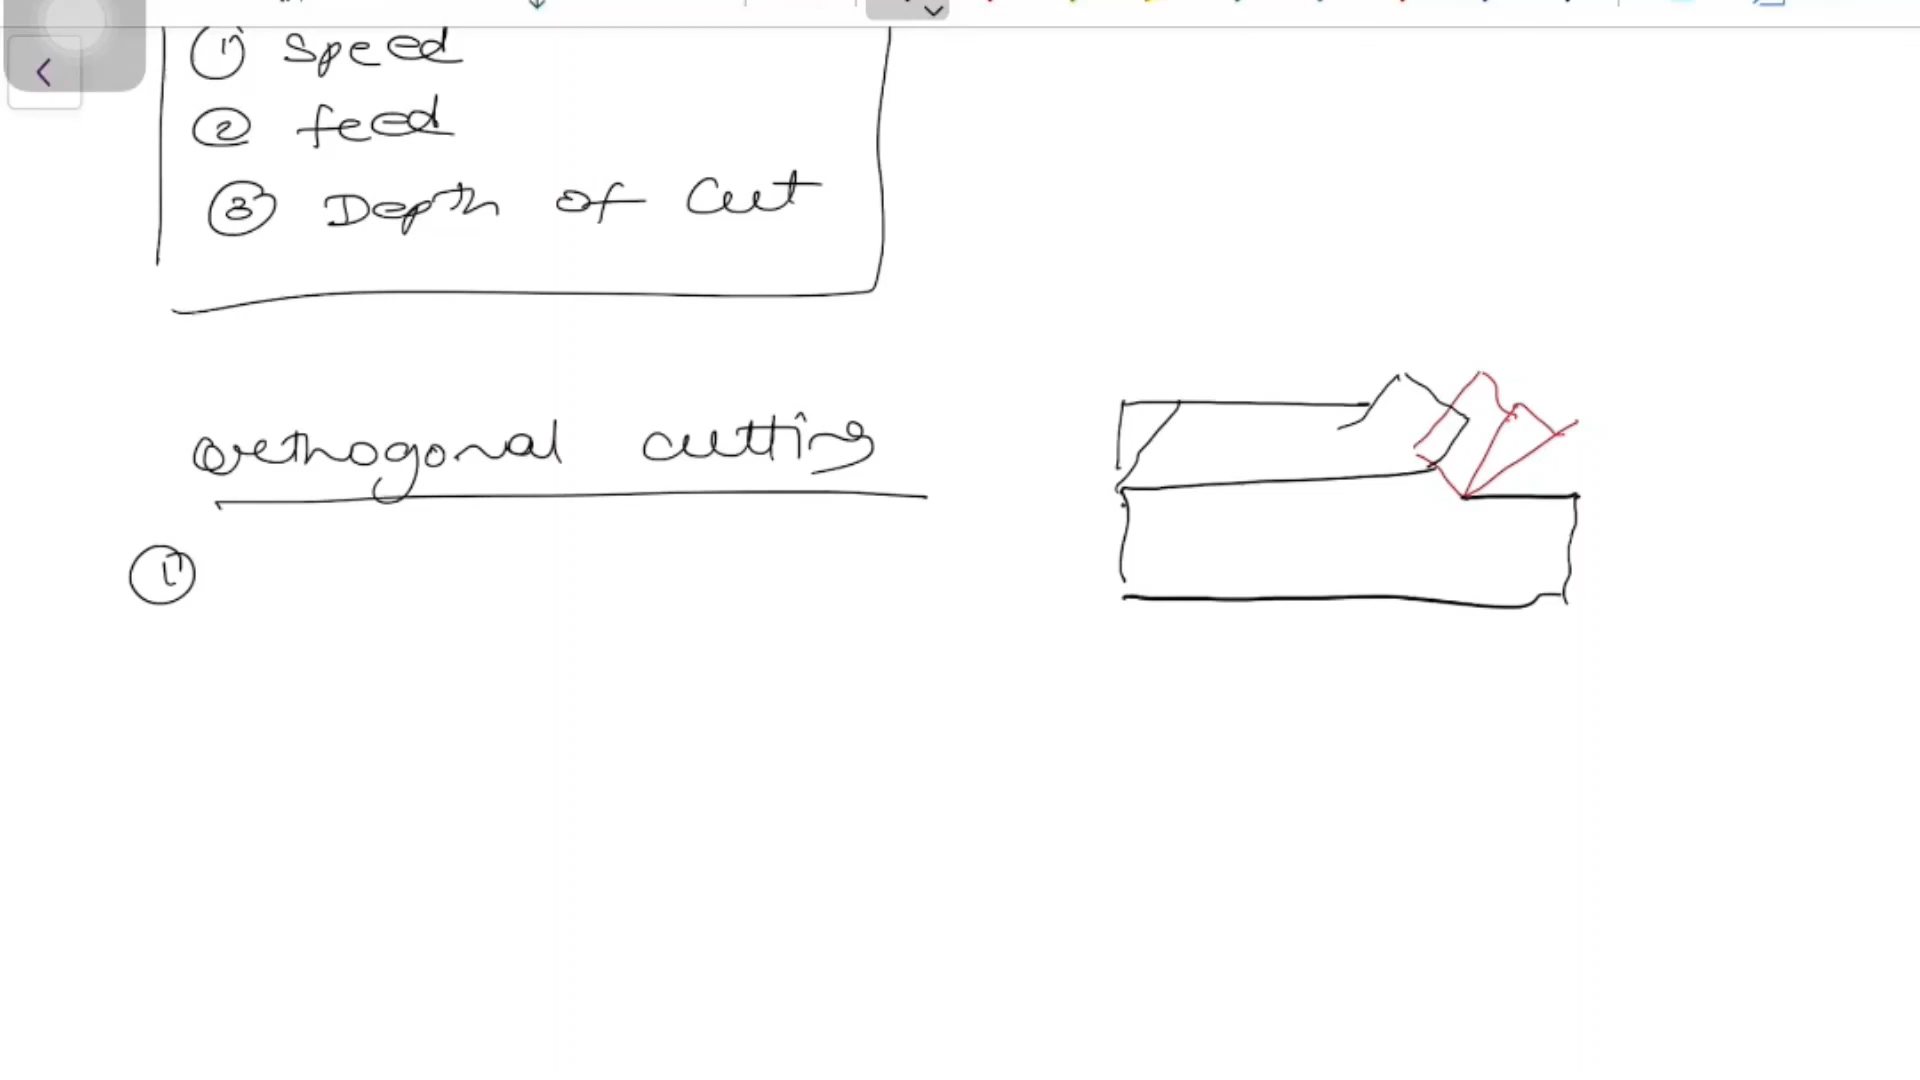 ① Speed
② feed
③ Depth of Cut
orthogonal cutting
①